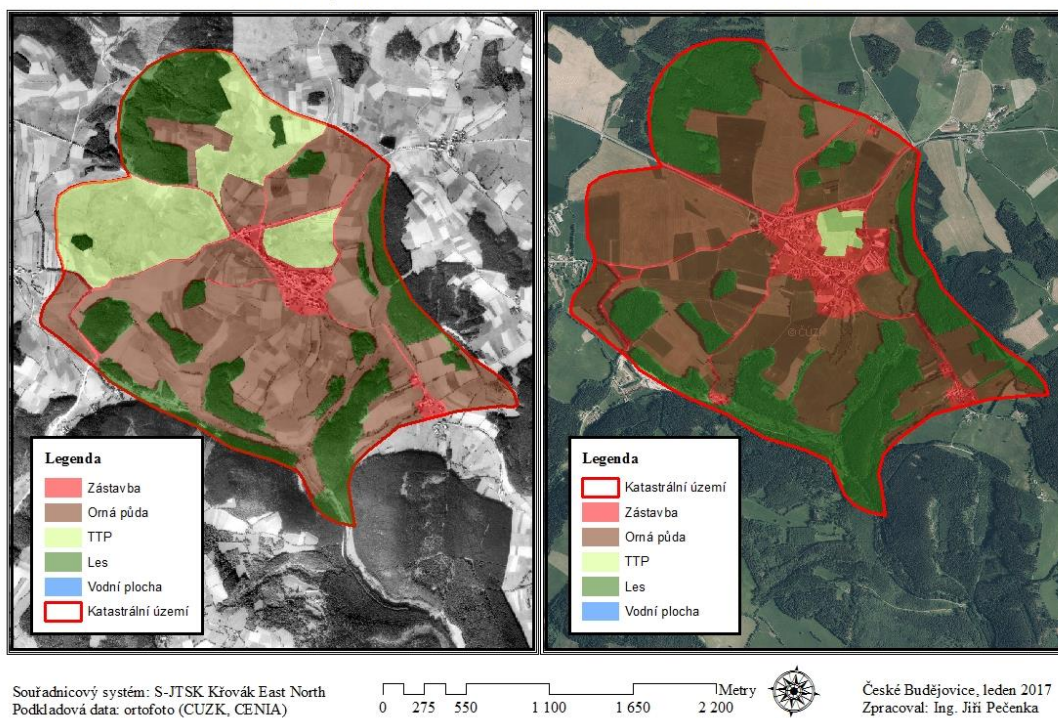 Legenda
Zástavba
Orná půda
TTP
Les
Vodní plocha
Katastrální území
© ČÚZK
Legenda
Katastrální území
Zástavba
Orná půda
TTP
Les
Vodní plocha
Souřadnicový systém: S-JTSK Křovák East North
Podkladová data: ortofoto (CUZK, CENIA)
Metry
0 275 550 1 100 1 650 2 200
České Budějovice, leden 2017
Zpracoval: Ing. Jiří Pečenka